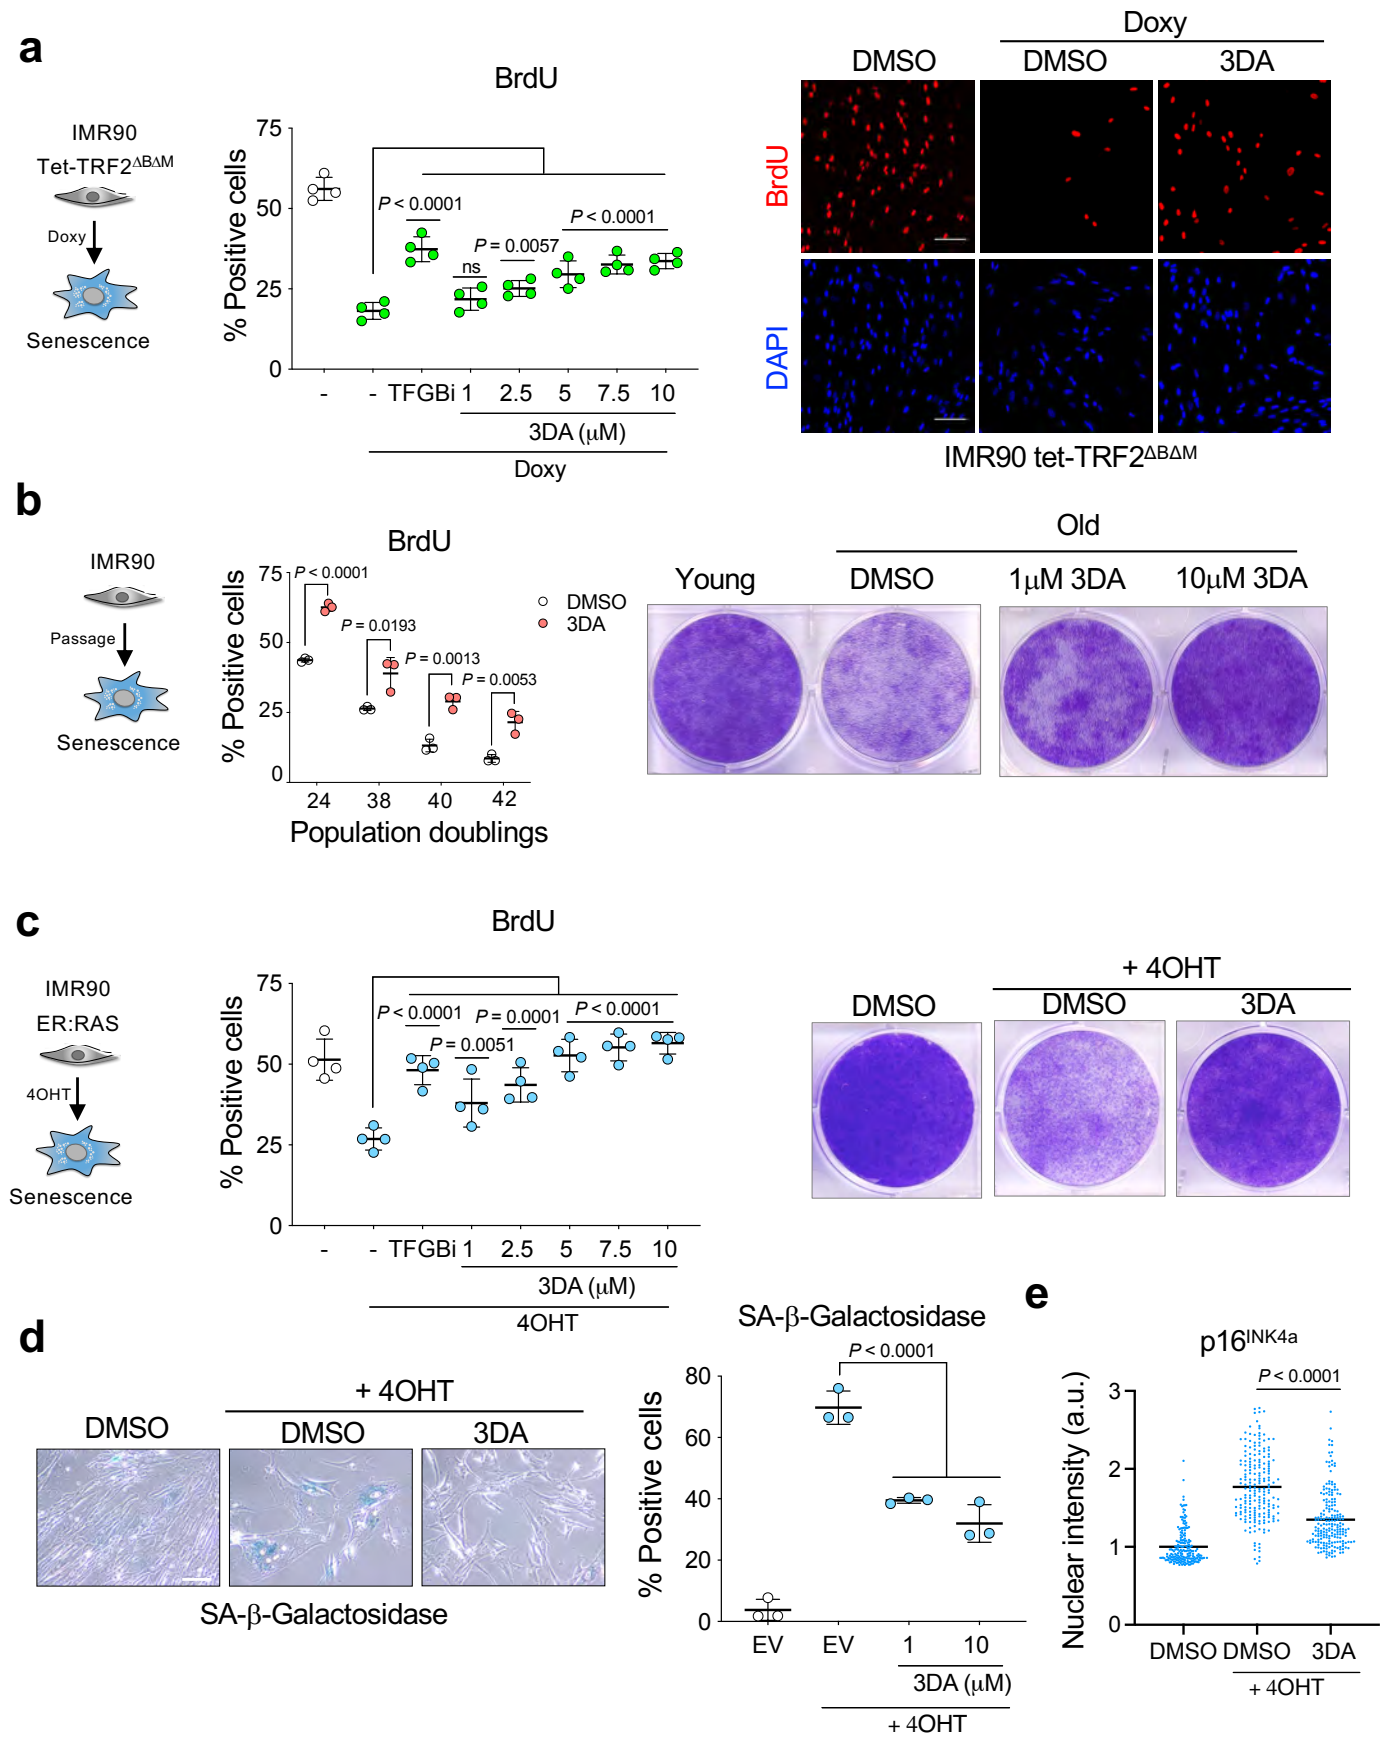 a
Doxy
DMSO DMSO 3DA
BrdU
IMR90
Tet-TRF2ΔBΔM
Doxy
Senescence
% Positive cells
75
50
25
0
P < 0.0001
ns
P = 0.0057
P < 0.0001
- - TFGBi 1 2.5 5 7.5 10
3DA (μM)
Doxy
BrdU
DAPI
IMR90 tet-TRF2ΔBΔM
b
IMR90
Passage
Senescence
BrdU
% Positive cells
75
50
25
0
P < 0.0001
P = 0.0193
P = 0.0013
P = 0.0053
DMSO
3DA
24 38 40 42
Population doublings
Old
Young DMSO 1μM 3DA 10μM 3DA
c
IMR90
ER:RAS
4OHT
Senescence
BrdU
% Positive cells
75
50
25
0
P < 0.0001
P = 0.0051
P = 0.0001
P < 0.0001
- - TFGBi 1 2.5 5 7.5 10
3DA (μM)
4OHT
+ 4OHT
DMSO DMSO 3DA
d
+ 4OHT
DMSO DMSO 3DA
SA-β-Galactosidase
SA-β-Galactosidase
% Positive cells
80
60
40
20
0
P < 0.0001
EV EV 1 10
3DA (μM)
+ 4OHT
e
p16INK4a
Nuclear intensity (a.u.)
3
2
1
0
P < 0.0001
DMSO DMSO 3DA
+ 4OHT